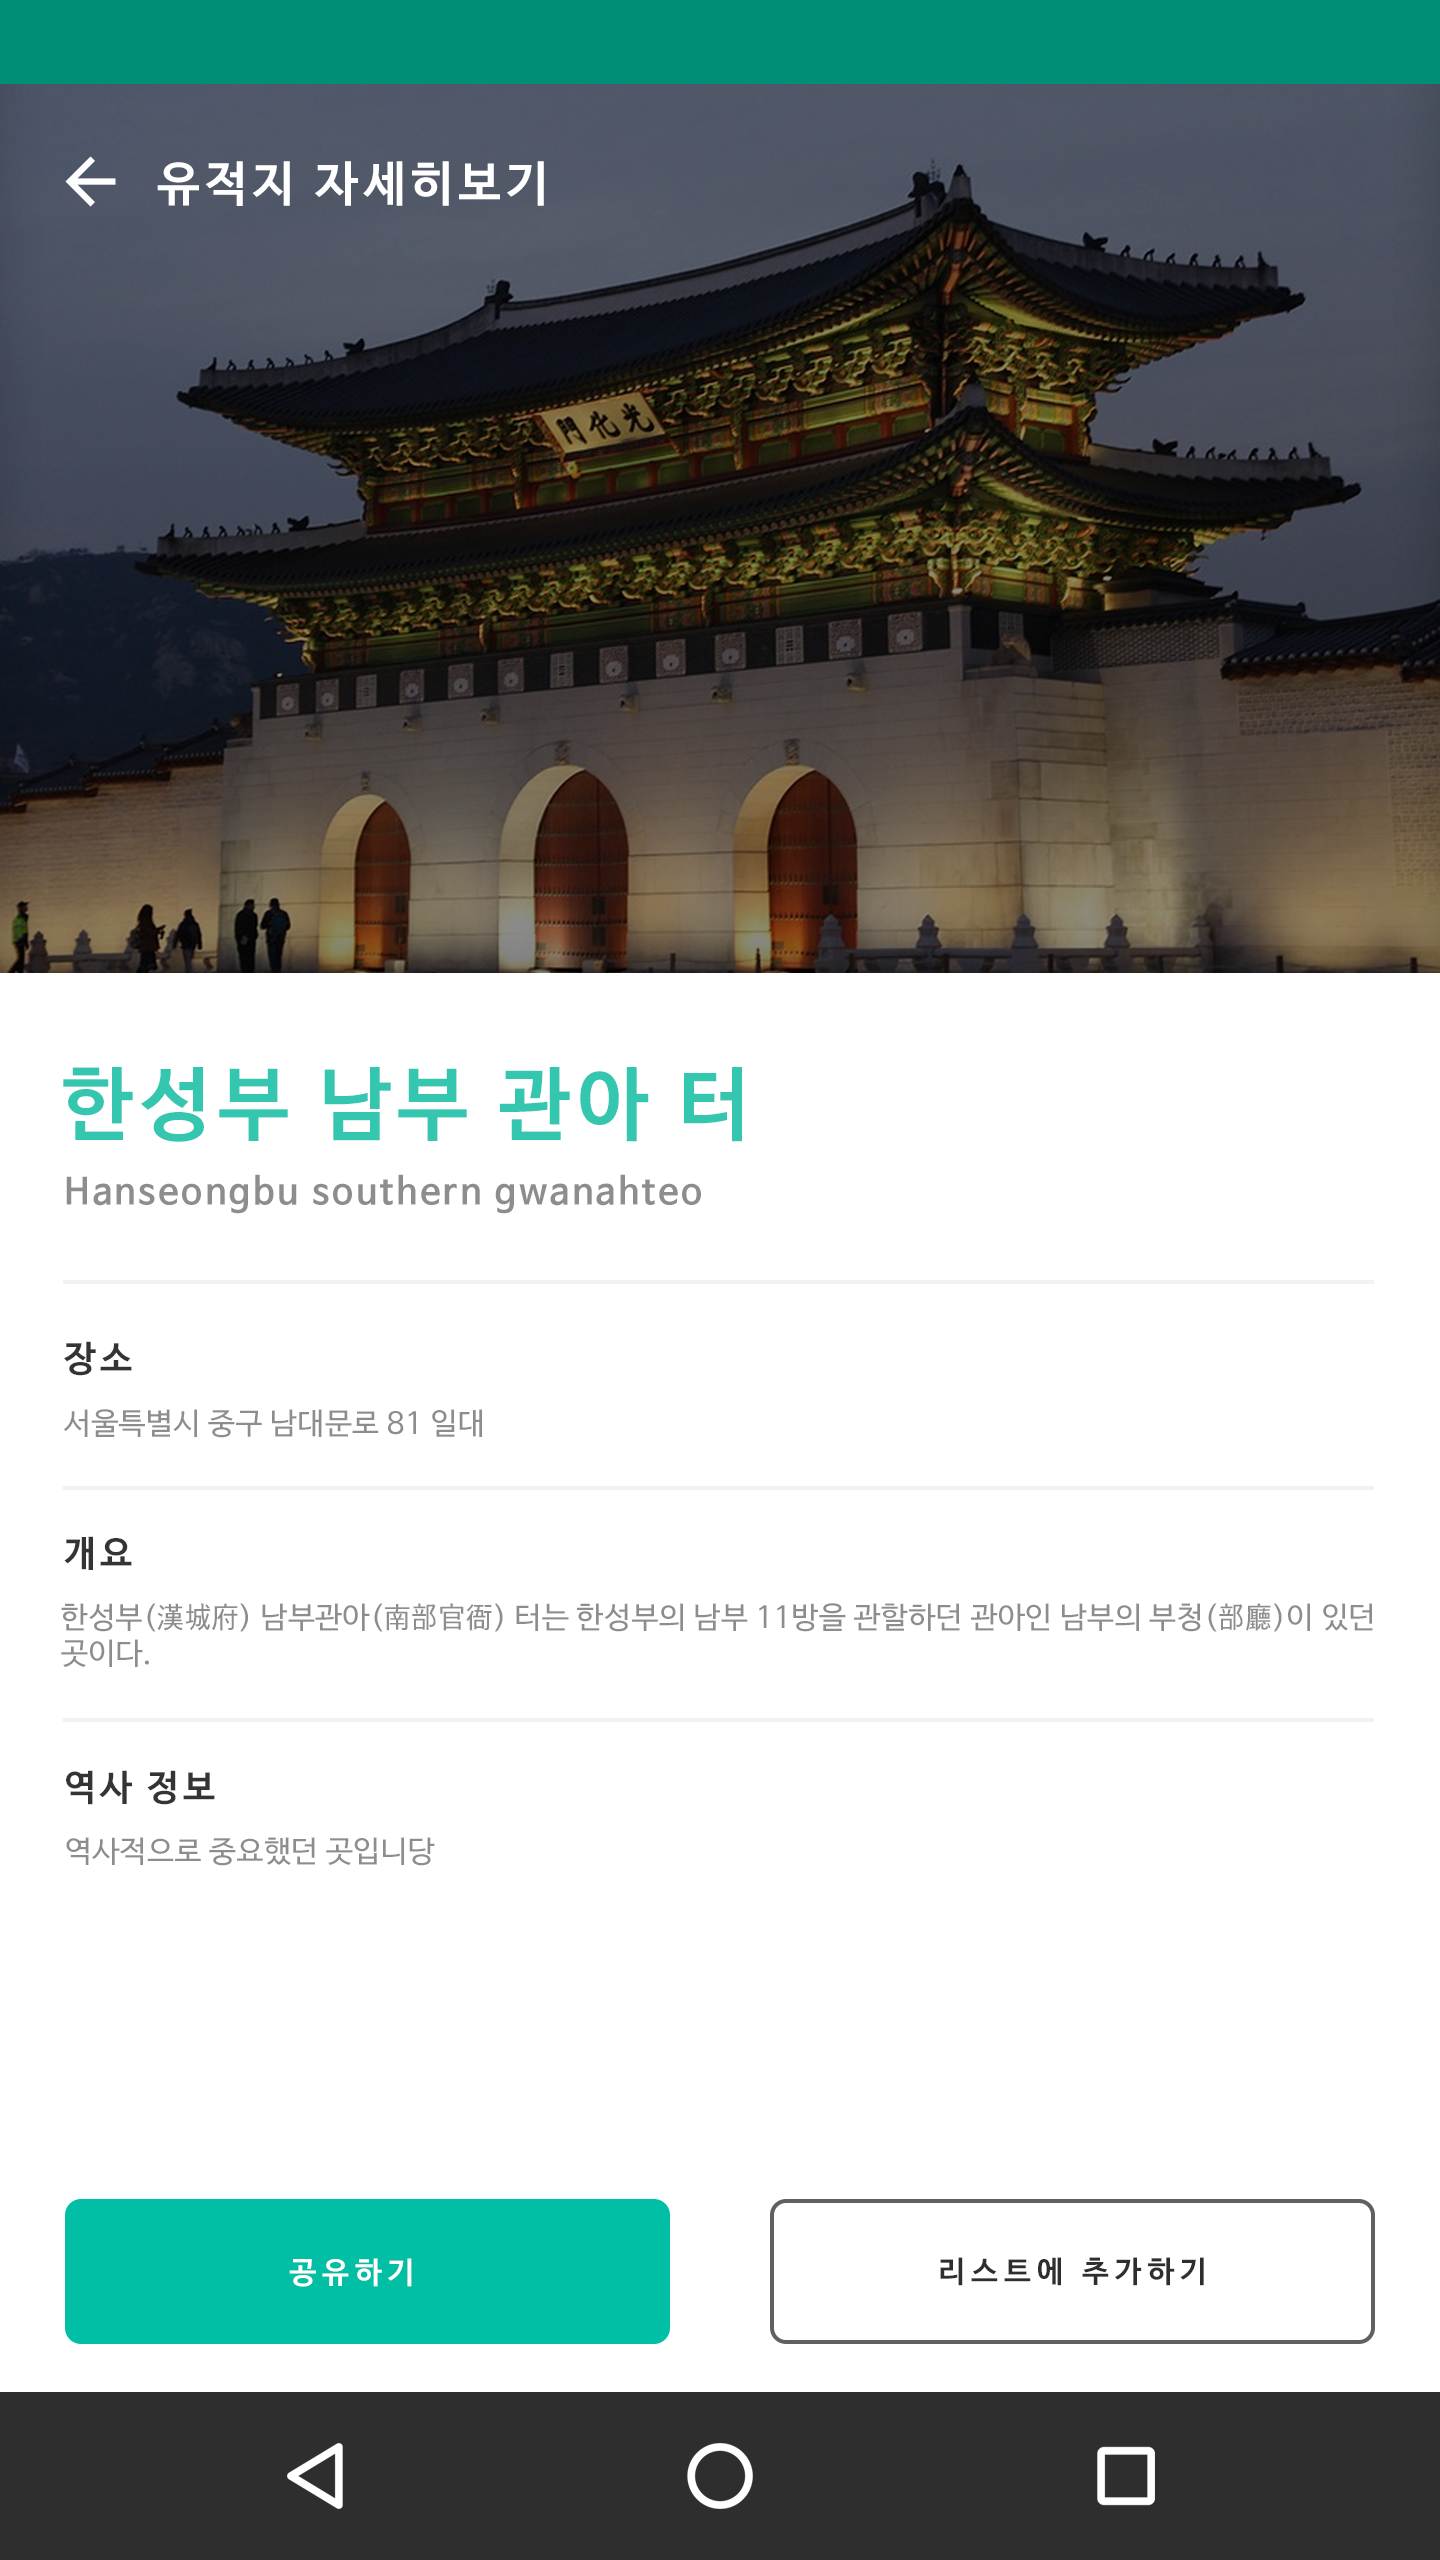 유적지 자세히보기
門化光
한성부 남부 관아 터
Hanseongbu southern gwanahteo
장소
서울특별시 중구 남대문로 81 일대
개요
한성부(漢城府) 남부관아(南部官衙) 터는 한성부의 남부 11방을 관할하던 관아인 남부의 부청(部廳)이 있던
곳이다.
역사 정보
역사적으로 중요했던 곳입니당
공유하기
리스트에 추가하기